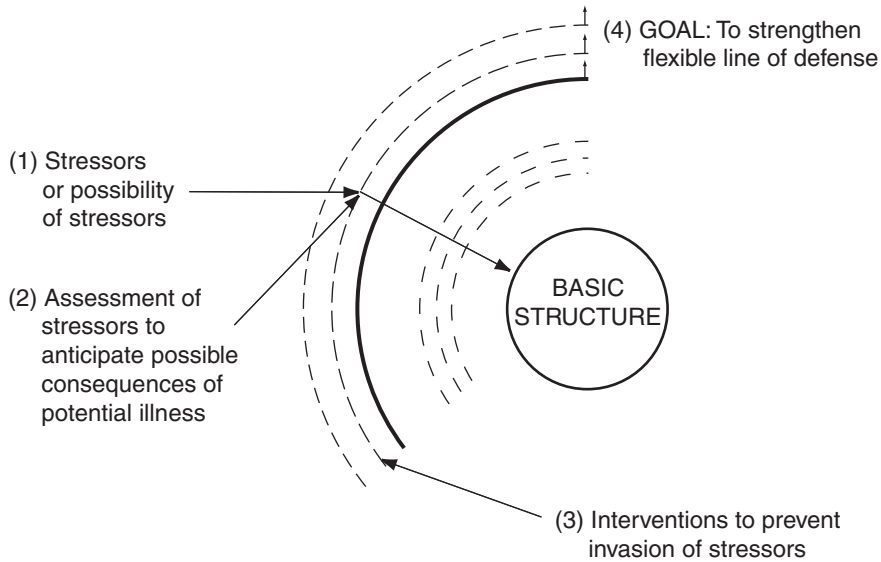 (4) GOAL: To strengthen
flexible line of defense
(1) Stressors
or possibility
of stressors
(2) Assessment of
stressors to
anticipate possible
consequences of
potential illness
BASIC
STRUCTURE
(3) Interventions to prevent
invasion of stressors